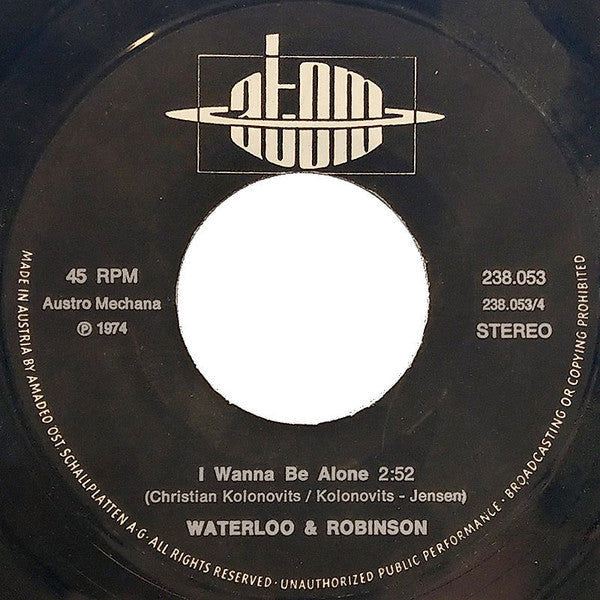 atom
45 RPM
Austro Mechana
℗ 1974
238.053
238.053/4
STEREO
I Wanna Be Alone 2:52
(Christian Kolonovits / Kolonovits - Jensen)
WATERLOO & ROBINSON
MADE IN AUSTRIA BY AMADEO OST. SCHALLPLATTEN A·G· ALL RIGHTS RESERVED · UNAUTHORIZED PUBLIC PERFORMANCE · BROADCASTING OR COPYING PROHIBITED